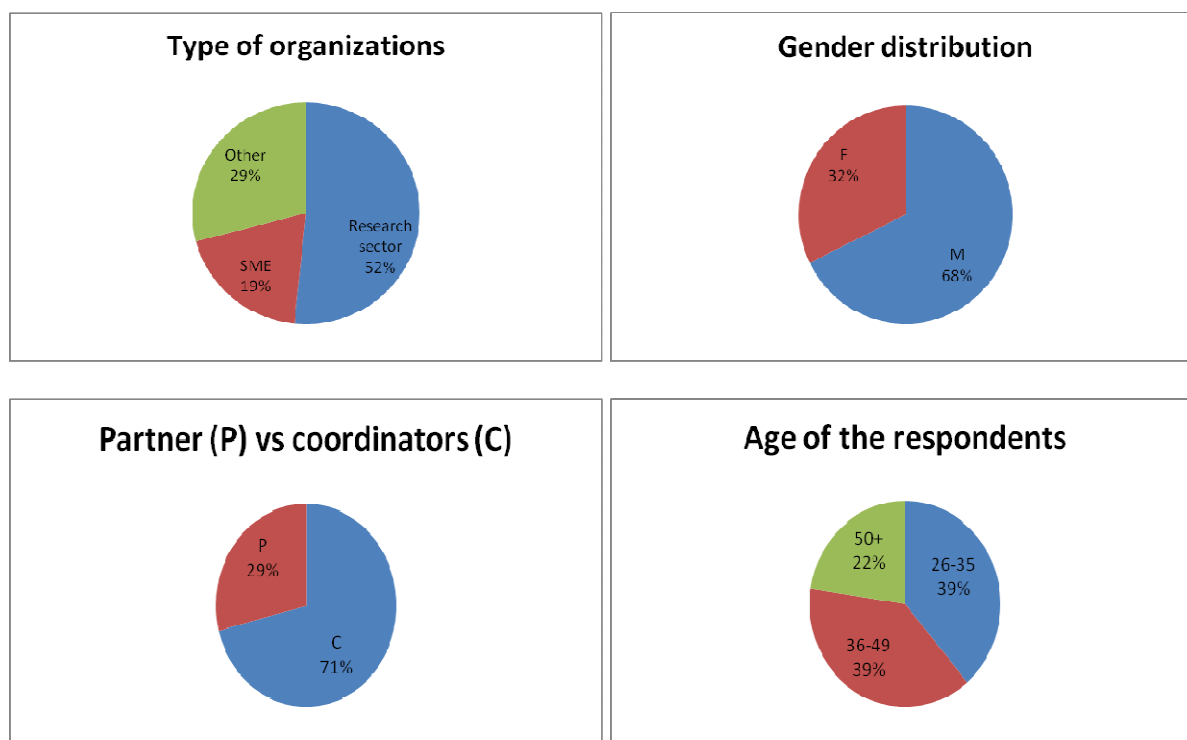 Type of organizations
Other
29%
Research
sector
52%
SME
19%
Gender distribution
F
32%
M
68%
Partner (P) vs coordinators (C)
P
29%
C
71%
Age of the respondents
50+
22%
26-35
39%
36-49
39%